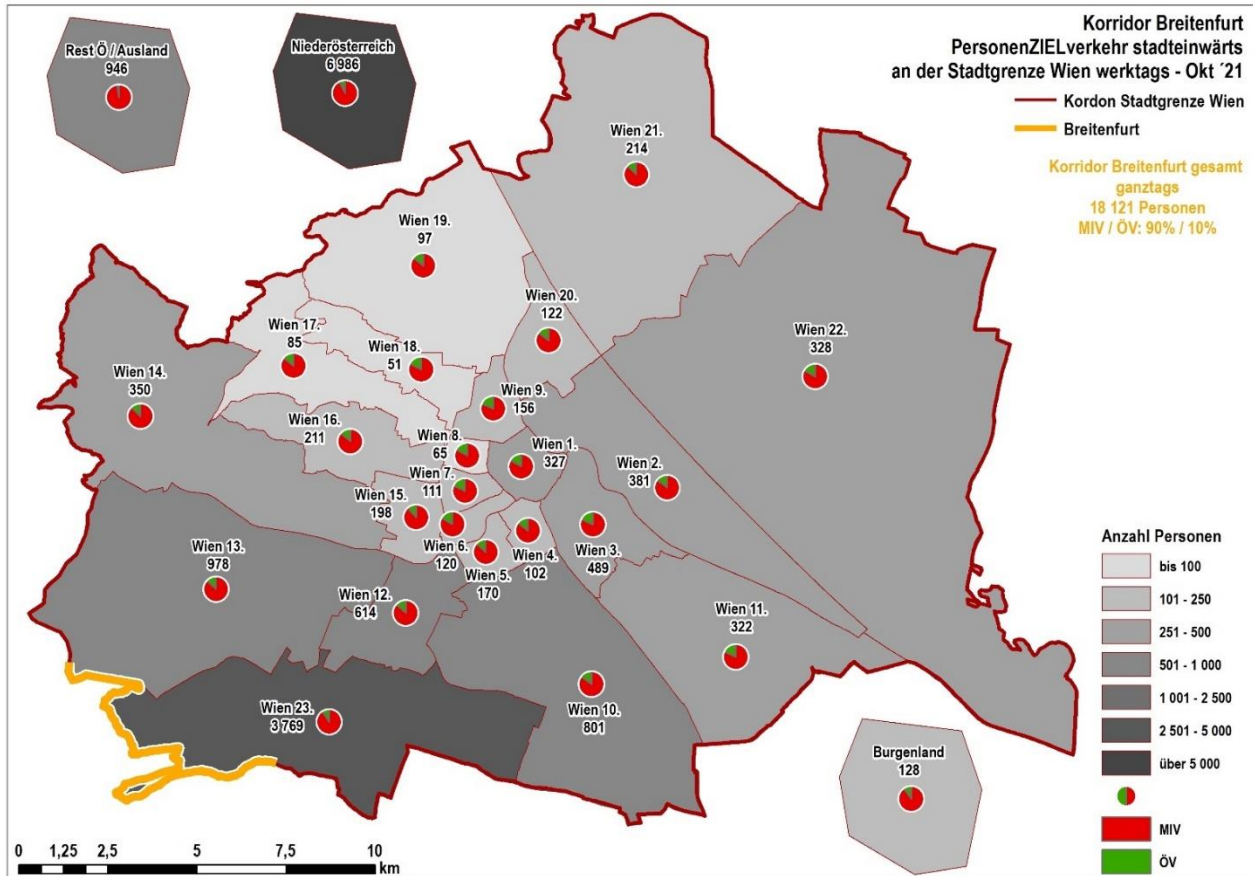 Korridor Breitenfurt
PersonenZIELverkehr stadteinwärts
an der Stadtgrenze Wien werktags - Okt ´21
Kordon Stadtgrenze Wien
Breitenfurt
Korridor Breitenfurt gesamt
ganztags
18 121 Personen
MIV / ÖV: 90% / 10%
Rest Ö / Ausland
946
Niederösterreich
6 986
Wien 21.
214
Wien 19.
97
Wien 20.
122
Wien 17.
85
Wien 18.
51
Wien 22.
328
Wien 14.
350
Wien 9.
156
Wien 16.
211
Wien 8.
65
Wien 1.
327
Wien 2.
381
Wien 7.
111
Wien 15.
198
Wien 6.
120
Wien 5.
170
Wien 4.
102
Wien 3.
489
Wien 13.
978
Wien 12.
614
Wien 11.
322
Wien 23.
3 769
Wien 10.
801
Burgenland
128
Anzahl Personen
bis 100
101 - 250
251 - 500
501 - 1 000
1 001 - 2 500
2 501 - 5 000
über 5 000
MIV
ÖV
0 1,25 2,5 5 7,5 10
km